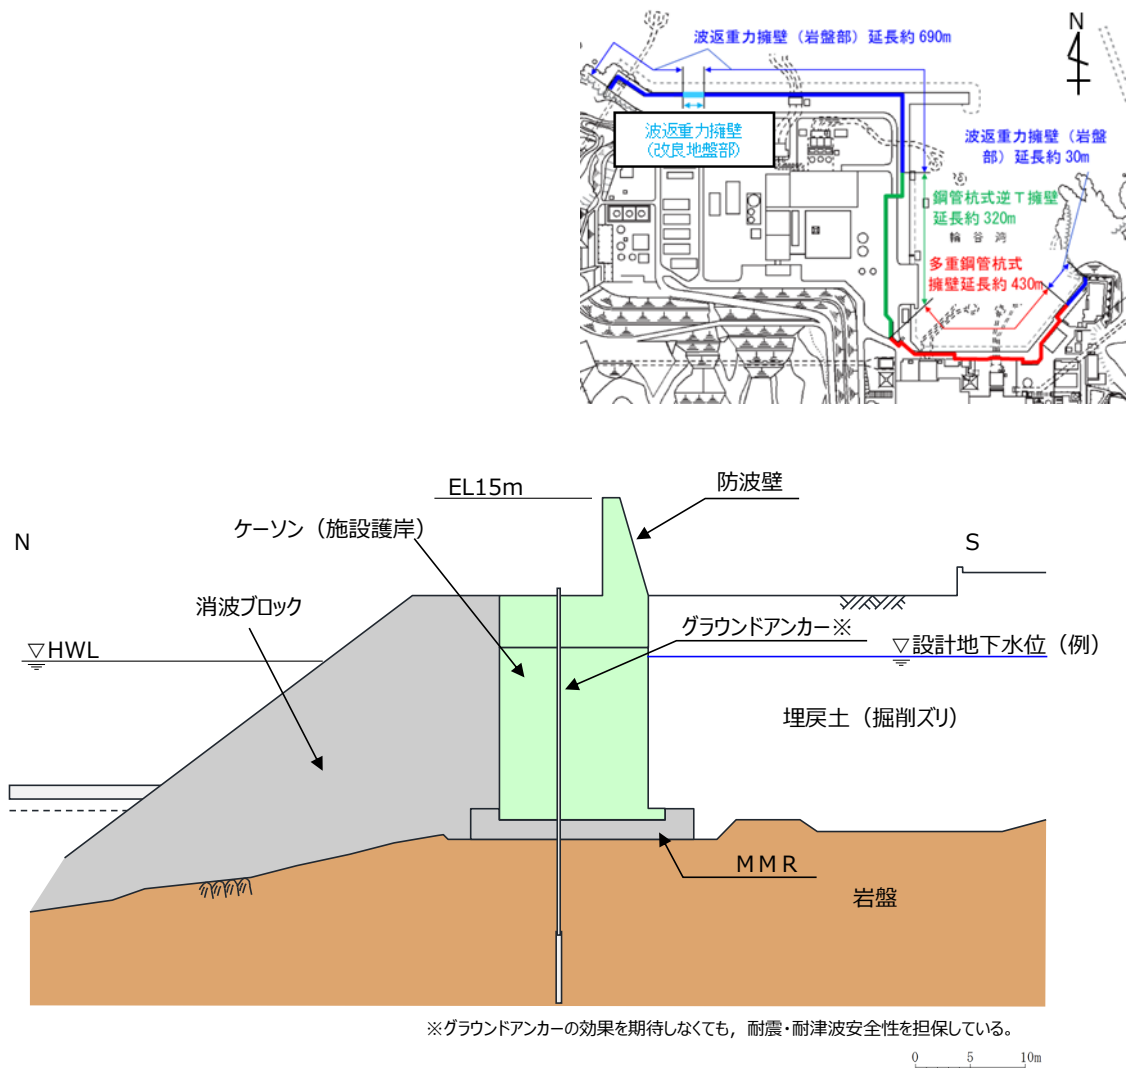 波返重力擁壁（岩盤部）延長約 690m
N
波返重力擁壁
（改良地盤部）
波返重力擁壁（岩盤
部）延長約 30m
鋼管杭式逆Ｔ擁壁
延長約 320m
輪谷湾
多重鋼管杭式
擁壁延長約 430m
EL15m
防波壁
ケーソン（施設護岸）
N
S
消波ブロック
グラウンドアンカー※
▽HWL
▽設計地下水位（例）
埋戻土（掘削ズリ）
ＭＭＲ
岩盤
※グラウンドアンカーの効果を期待しなくても，耐震・耐津波安全性を担保している。
0 5 10m